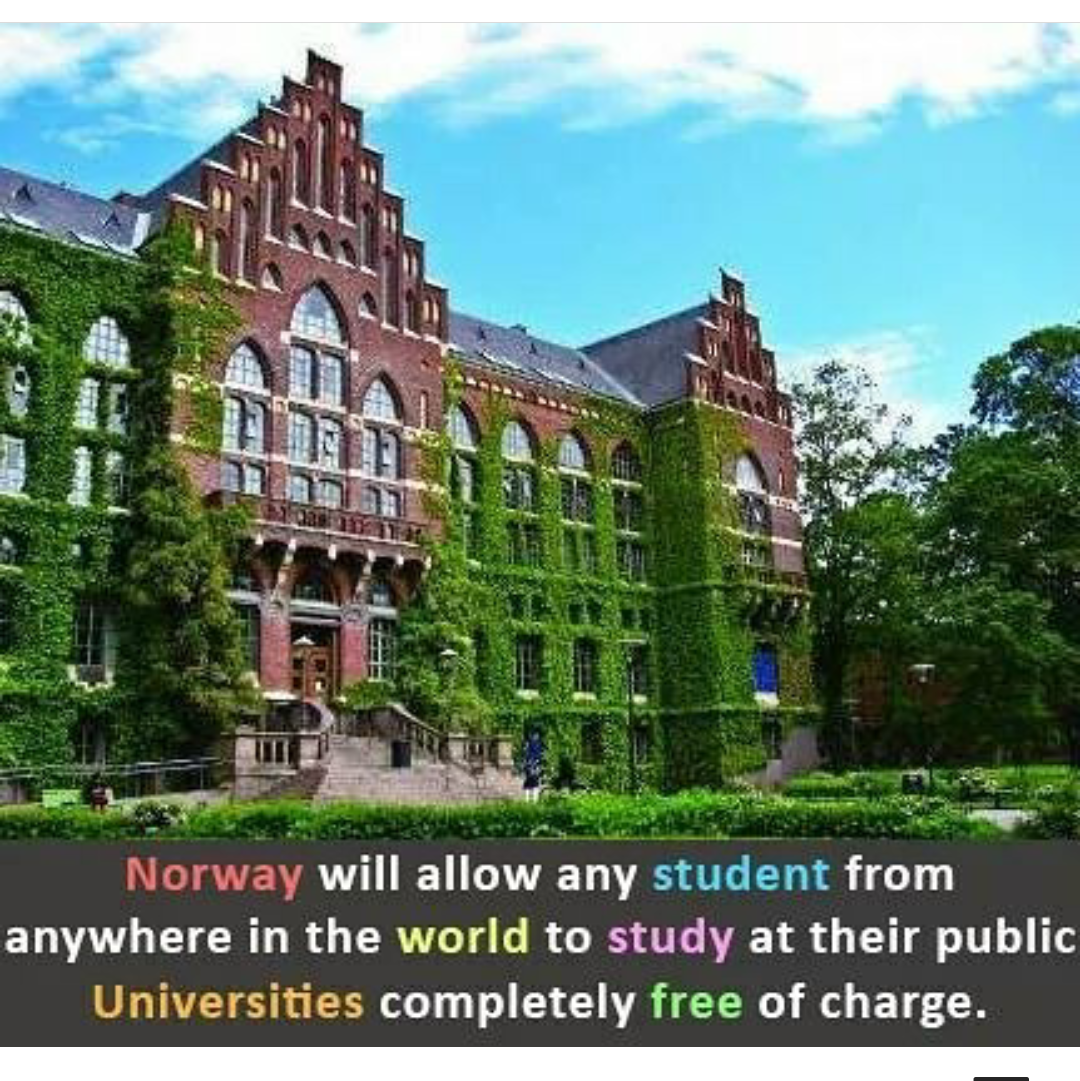 Norway will allow any student from
anywhere in the world to study at their public
Universities completely free of charge.